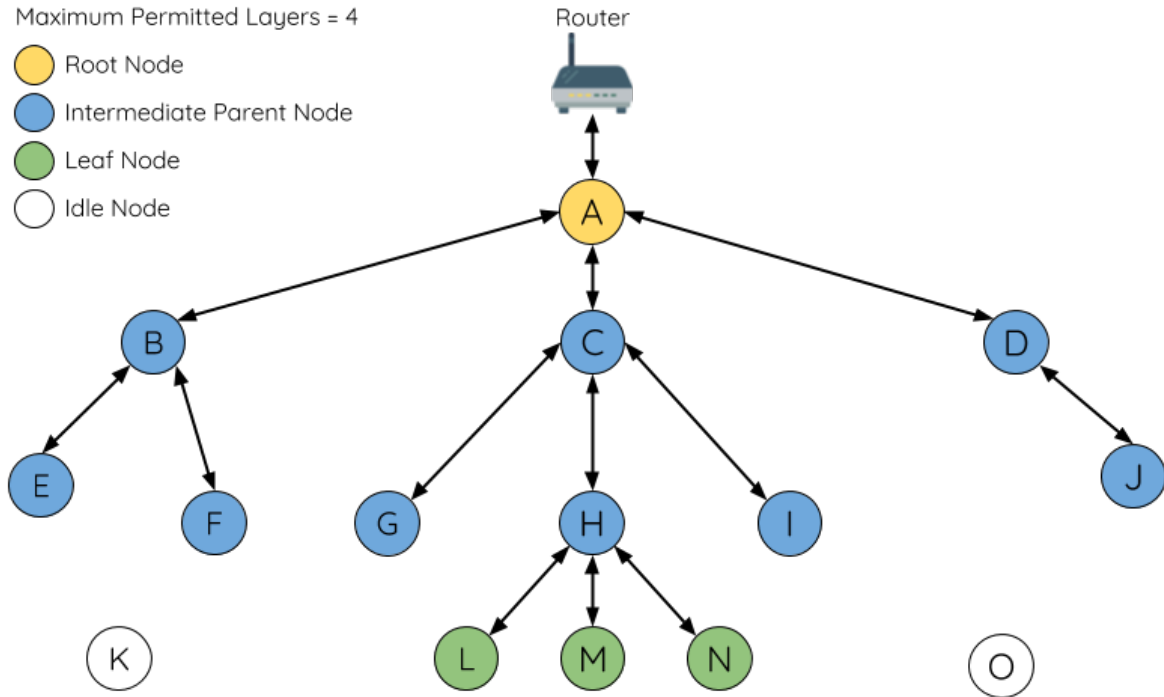 Maximum Permitted Layers = 4
Router
Root Node
Intermediate Parent Node
Leaf Node
Idle Node
A
B
C
D
E
F
G
H
I
J
K
L
M
N
O